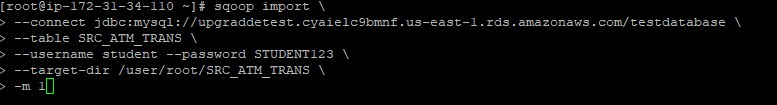 [root@ip-172-31-34-110 ~]# sqoop import \
> --connect jdbc:mysql://upgraddetest.cyaielc9bmnf.us-east-1.rds.amazonaws.com/testdatabase \
> --table SRC_ATM_TRANS \
> --username student --password STUDENT123 \
> --target-dir /user/root/SRC_ATM_TRANS \
> -m 1